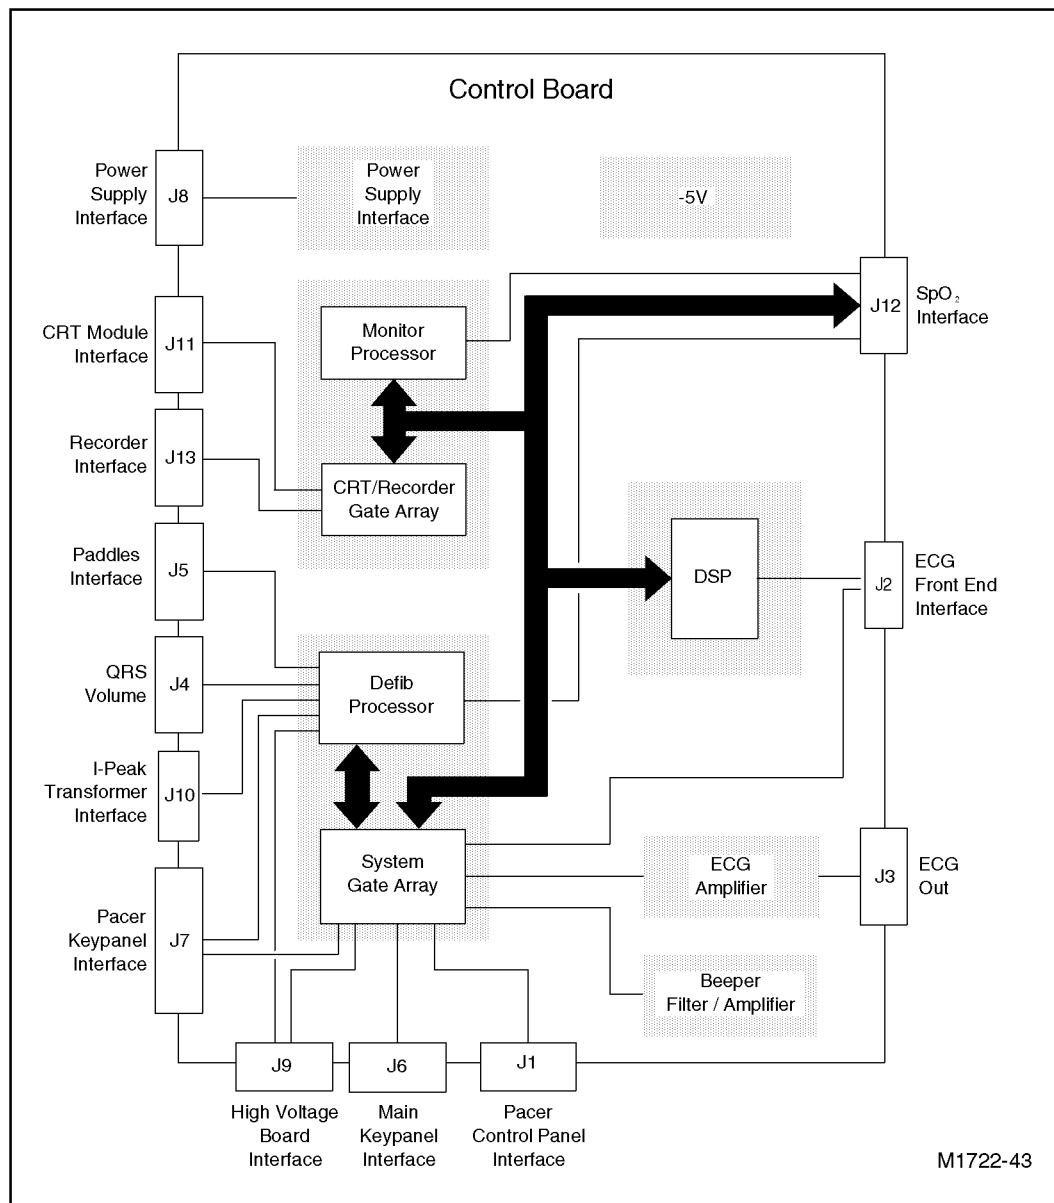 Control Board
Power
Supply
Interface
J8
Power
Supply
Interface
-5V
SpO₂
Interface
J12
CRT Module
Interface
J11
Monitor
Processor
Recorder
Interface
J13
CRT/Recorder
Gate Array
Paddles
Interface
J5
DSP
J2
ECG
Front End
Interface
QRS
Volume
J4
Defib
Processor
I-Peak
Transformer
Interface
J10
System
Gate Array
ECG
Amplifier
J3
ECG
Out
Pacer
Keypanel
Interface
J7
Beeper
Filter / Amplifier
J9
J6
J1
High Voltage
Board
Interface
Main
Keypanel
Interface
Pacer
Control Panel
Interface
M1722-43